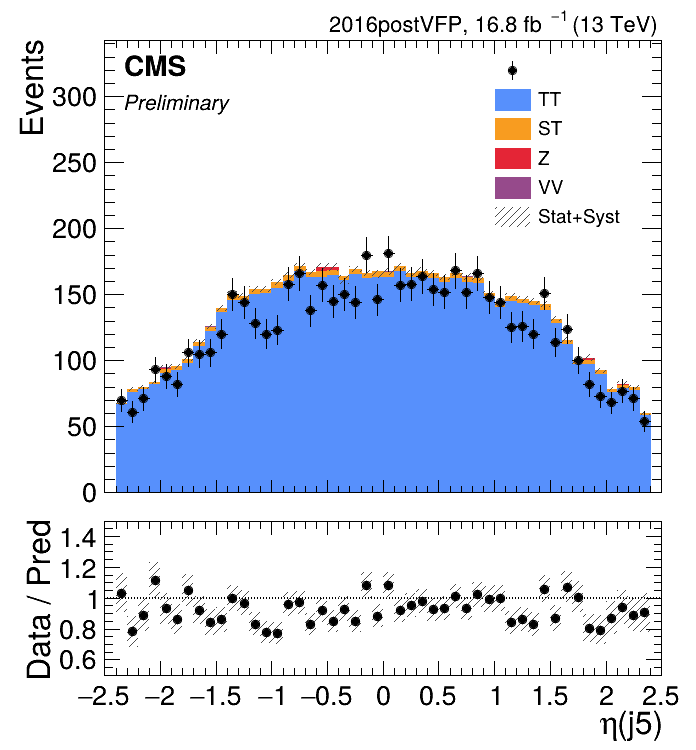 2016postVFP, 16.8 fb⁻¹ (13 TeV)
CMS
Preliminary
Events
300
250
200
150
100
50
0
TT
ST
Z
VV
Stat+Syst
Data / Pred
1.4
1.2
1
0.8
0.6
−2.5 −2 −1.5 −1 −0.5 0 0.5 1 1.5 2 2.5
η(j5)